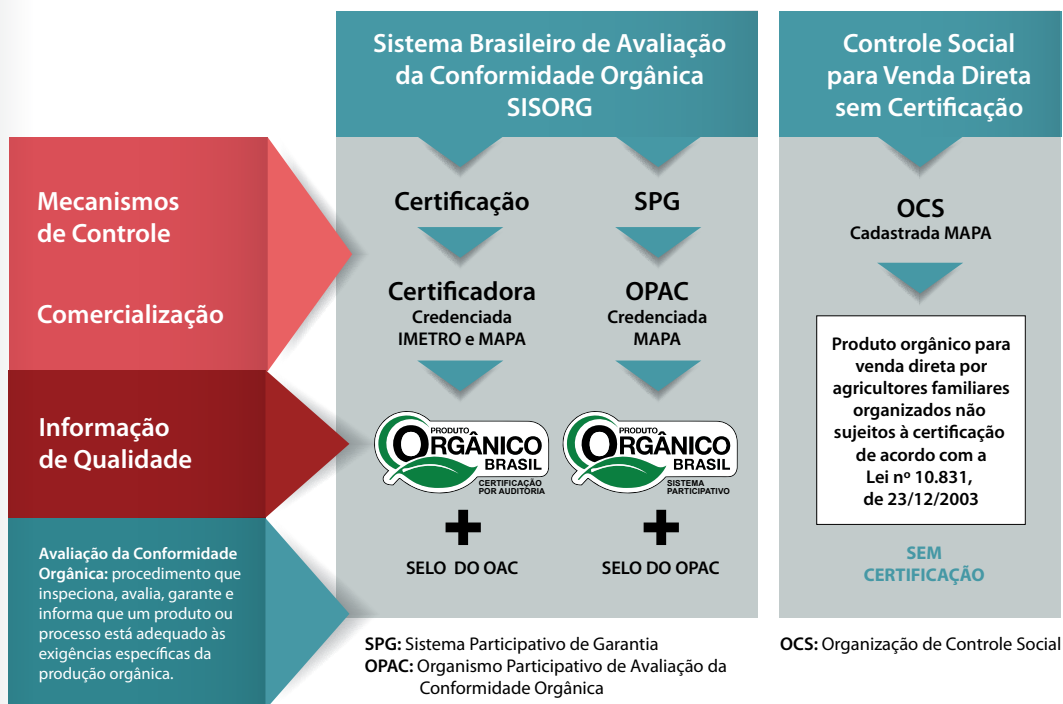 Sistema Brasileiro de Avaliação
da Conformidade Orgânica
SISORG
Controle Social
para Venda Direta
sem Certificação
Mecanismos
de Controle
Comercialização
Informação
de Qualidade
Avaliação da Conformidade
Orgânica: procedimento que
inspeciona, avalia, garante e
informa que um produto ou
processo está adequado às
exigências específicas da
produção orgânica.
Certificação
Certificadora
Credenciada
IMETRO e MAPA
PRODUTO
ORGÂNICO
BRASIL
CERTIFICAÇÃO
POR AUDITORIA
+
SELO DO OAC
SPG
OPAC
Credenciada
MAPA
PRODUTO
ORGÂNICO
BRASIL
SISTEMA
PARTICIPATIVO
+
SELO DO OPAC
OCS
Cadastrada MAPA
Produto orgânico para
venda direta por
agricultores familiares
organizados não
sujeitos à certificação
de acordo com a
Lei nº 10.831,
de 23/12/2003
SEM
CERTIFICAÇÃO
SPG: Sistema Participativo de Garantia
OPAC: Organismo Participativo de Avaliação da
Conformidade Orgânica
OCS: Organização de Controle Social